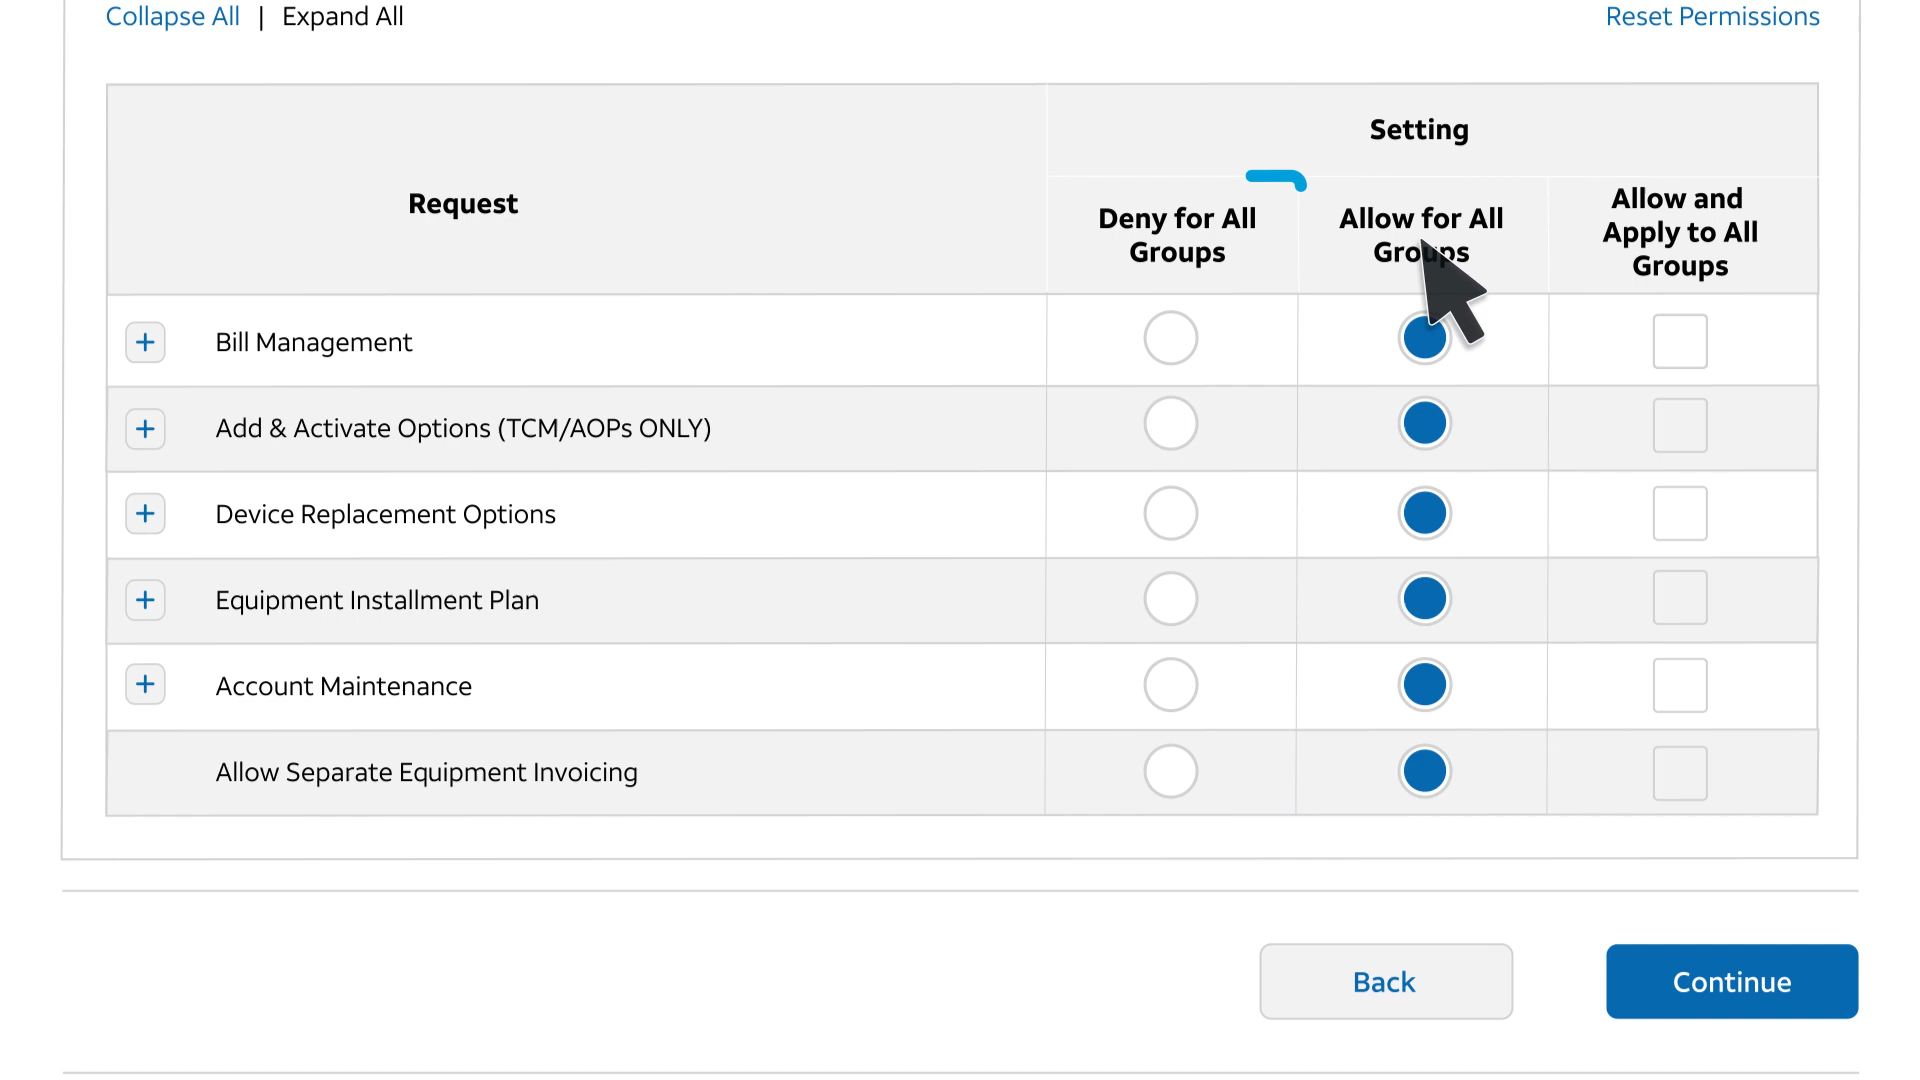 Collapse All | Expand All
Reset Permissions
Request
Setting
Deny for All
Groups
Allow for All
Groups
Allow and
Apply to All
Groups
Bill Management
Add & Activate Options (TCM/AOPs ONLY)
Device Replacement Options
Equipment Installment Plan
Account Maintenance
Allow Separate Equipment Invoicing
Back
Continue